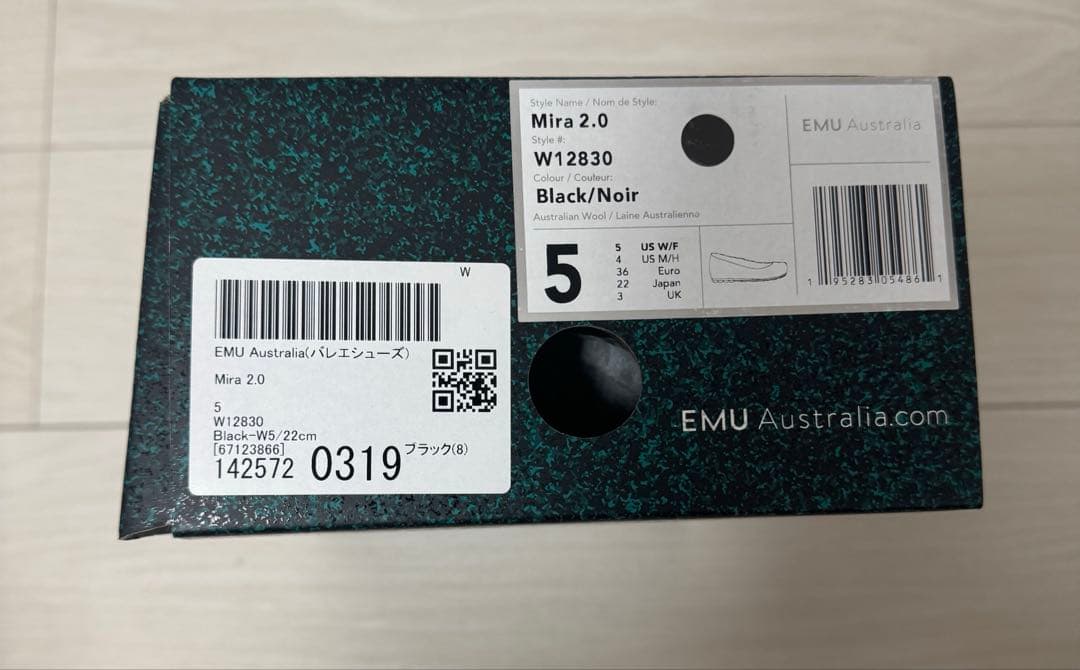 Style Name / Nom de Style:
Mira 2.0
Style #:
W12830
Colour / Couleur:
Black/Noir
Australian Wool / Laine Australienne
5
5 US W/F
4 US M/H
36 Euro
22 Japan
3 UK
EMU Australia
1 95283 05486 1
W
EMU Australia(バレエシューズ)
Mira 2.0
5
W12830
Black-W5/22cm
[67123866]
142572 0319 ブラック(8)
EMU Australia.com